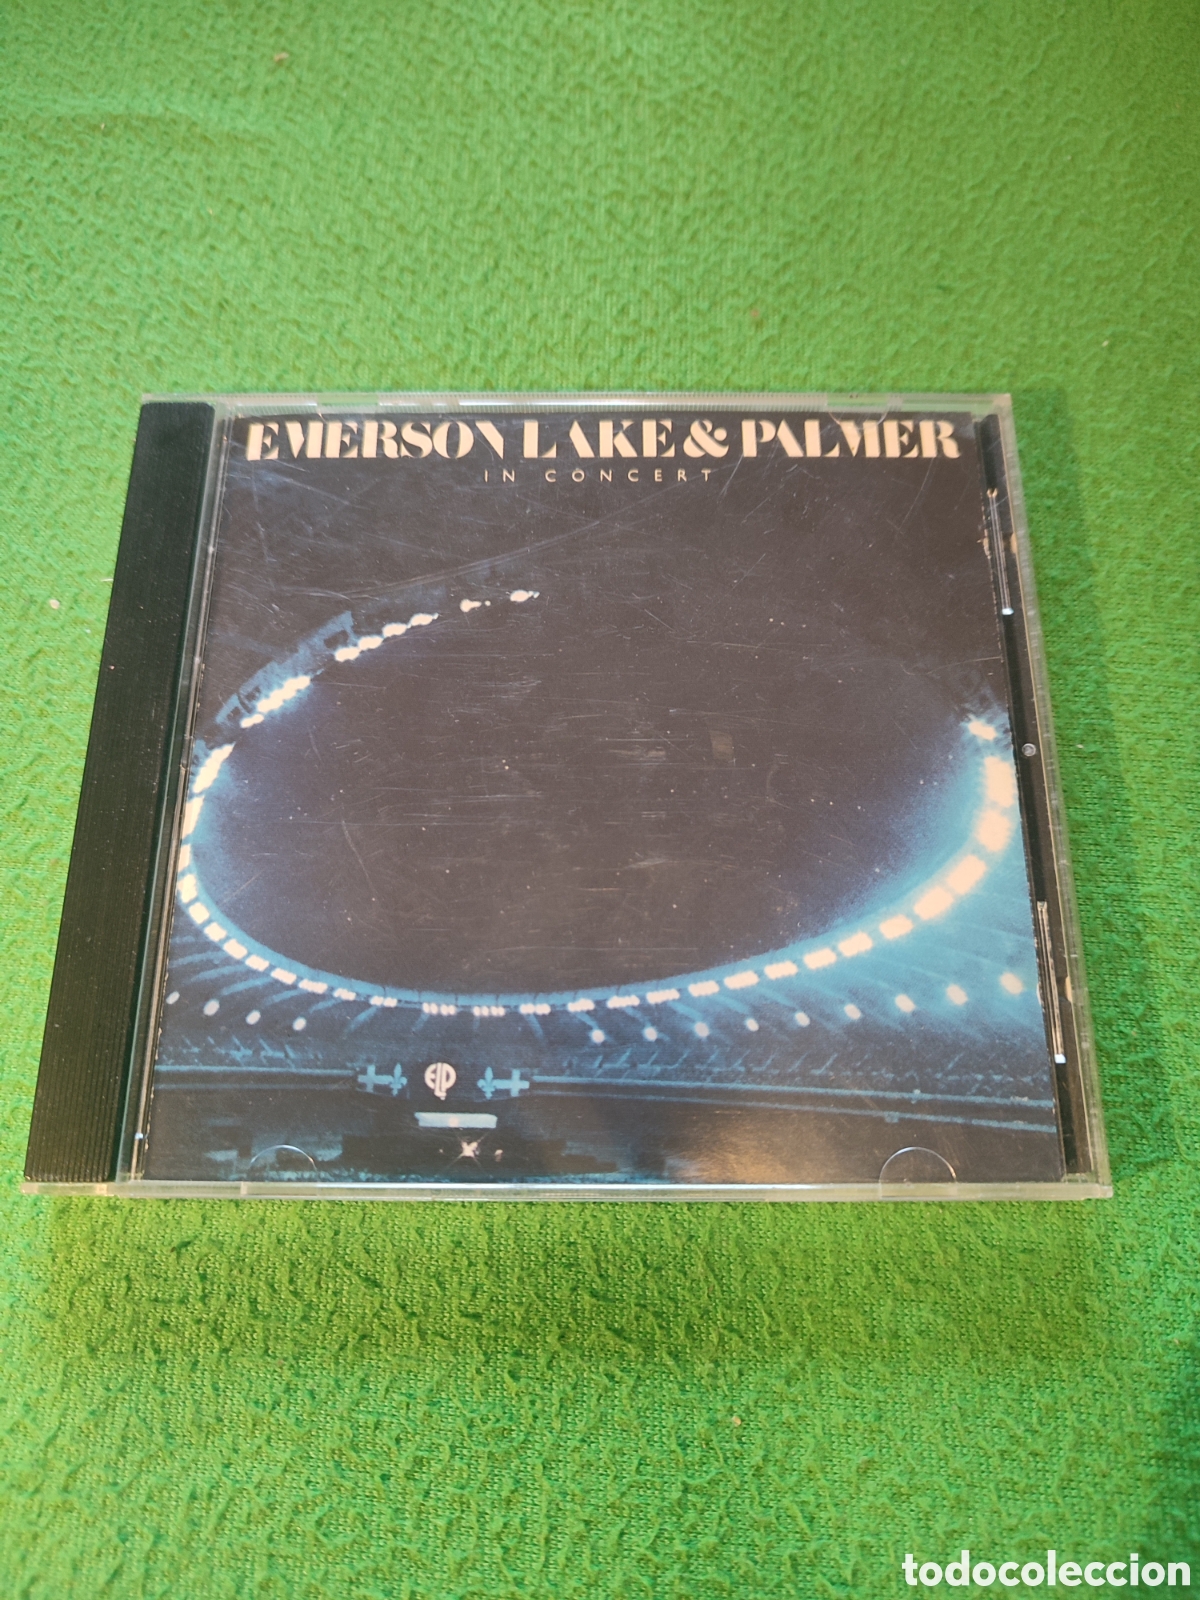 EMERSON LAKE & PALMER
IN CONCERT
ELP
todocoleccion